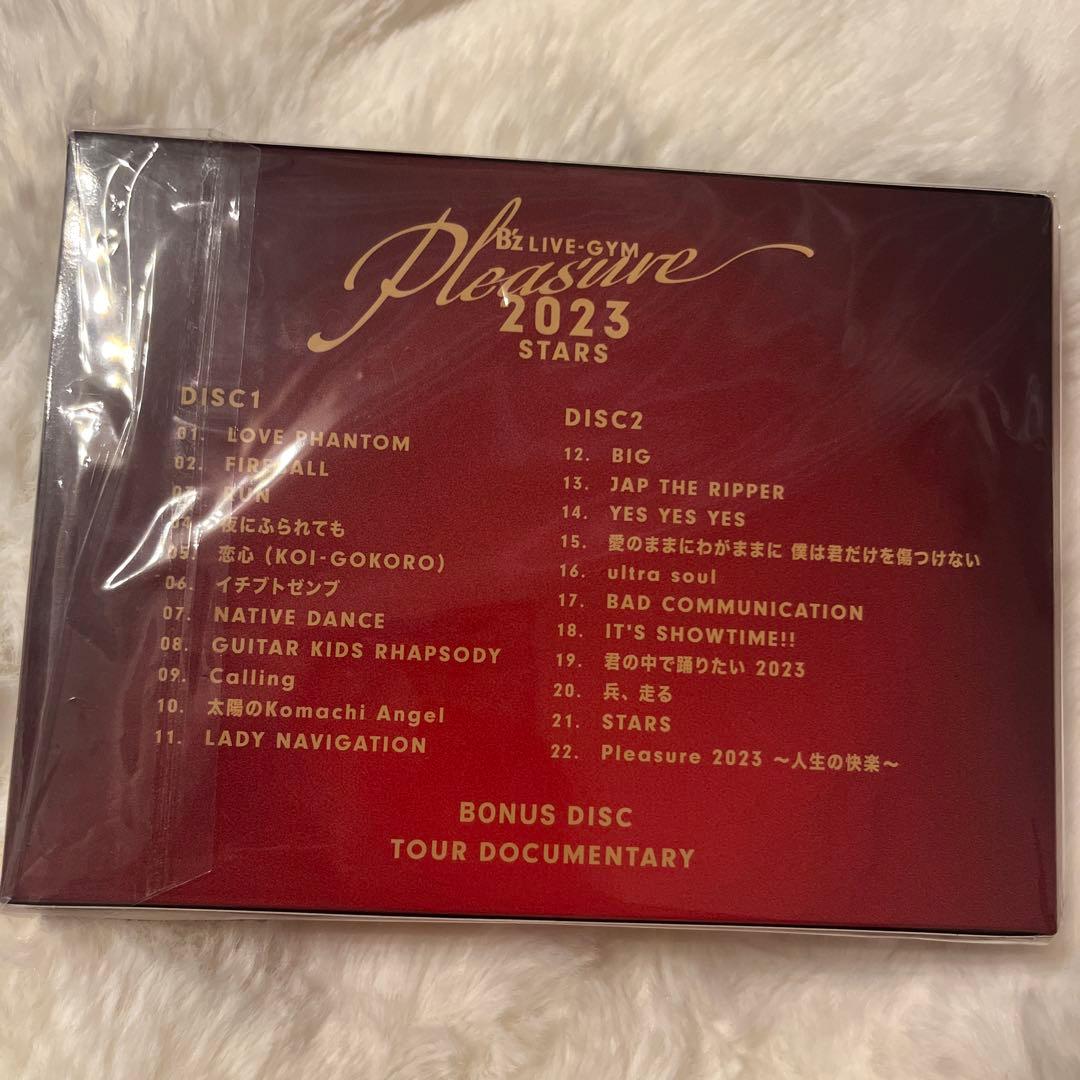 B'z LIVE-GYM
Pleasure
2023
STARS
DISC1
01. LOVE PHANTOM
02. FIREBALL
03. RUN
04. 夜にふられても
05. 恋心 (KOI-GOKORO)
06. イチブトゼンブ
07. NATIVE DANCE
08. GUITAR KIDS RHAPSODY
09. Calling
10. 太陽のKomachi Angel
11. LADY NAVIGATION
DISC2
12. BIG
13. JAP THE RIPPER
14. YES YES YES
15. 愛のままにわがままに 僕は君だけを傷つけない
16. ultra soul
17. BAD COMMUNICATION
18. IT'S SHOWTIME!!
19. 君の中で踊りたい 2023
20. 兵、走る
21. STARS
22. Pleasure 2023 ～人生の快楽～
BONUS DISC
TOUR DOCUMENTARY